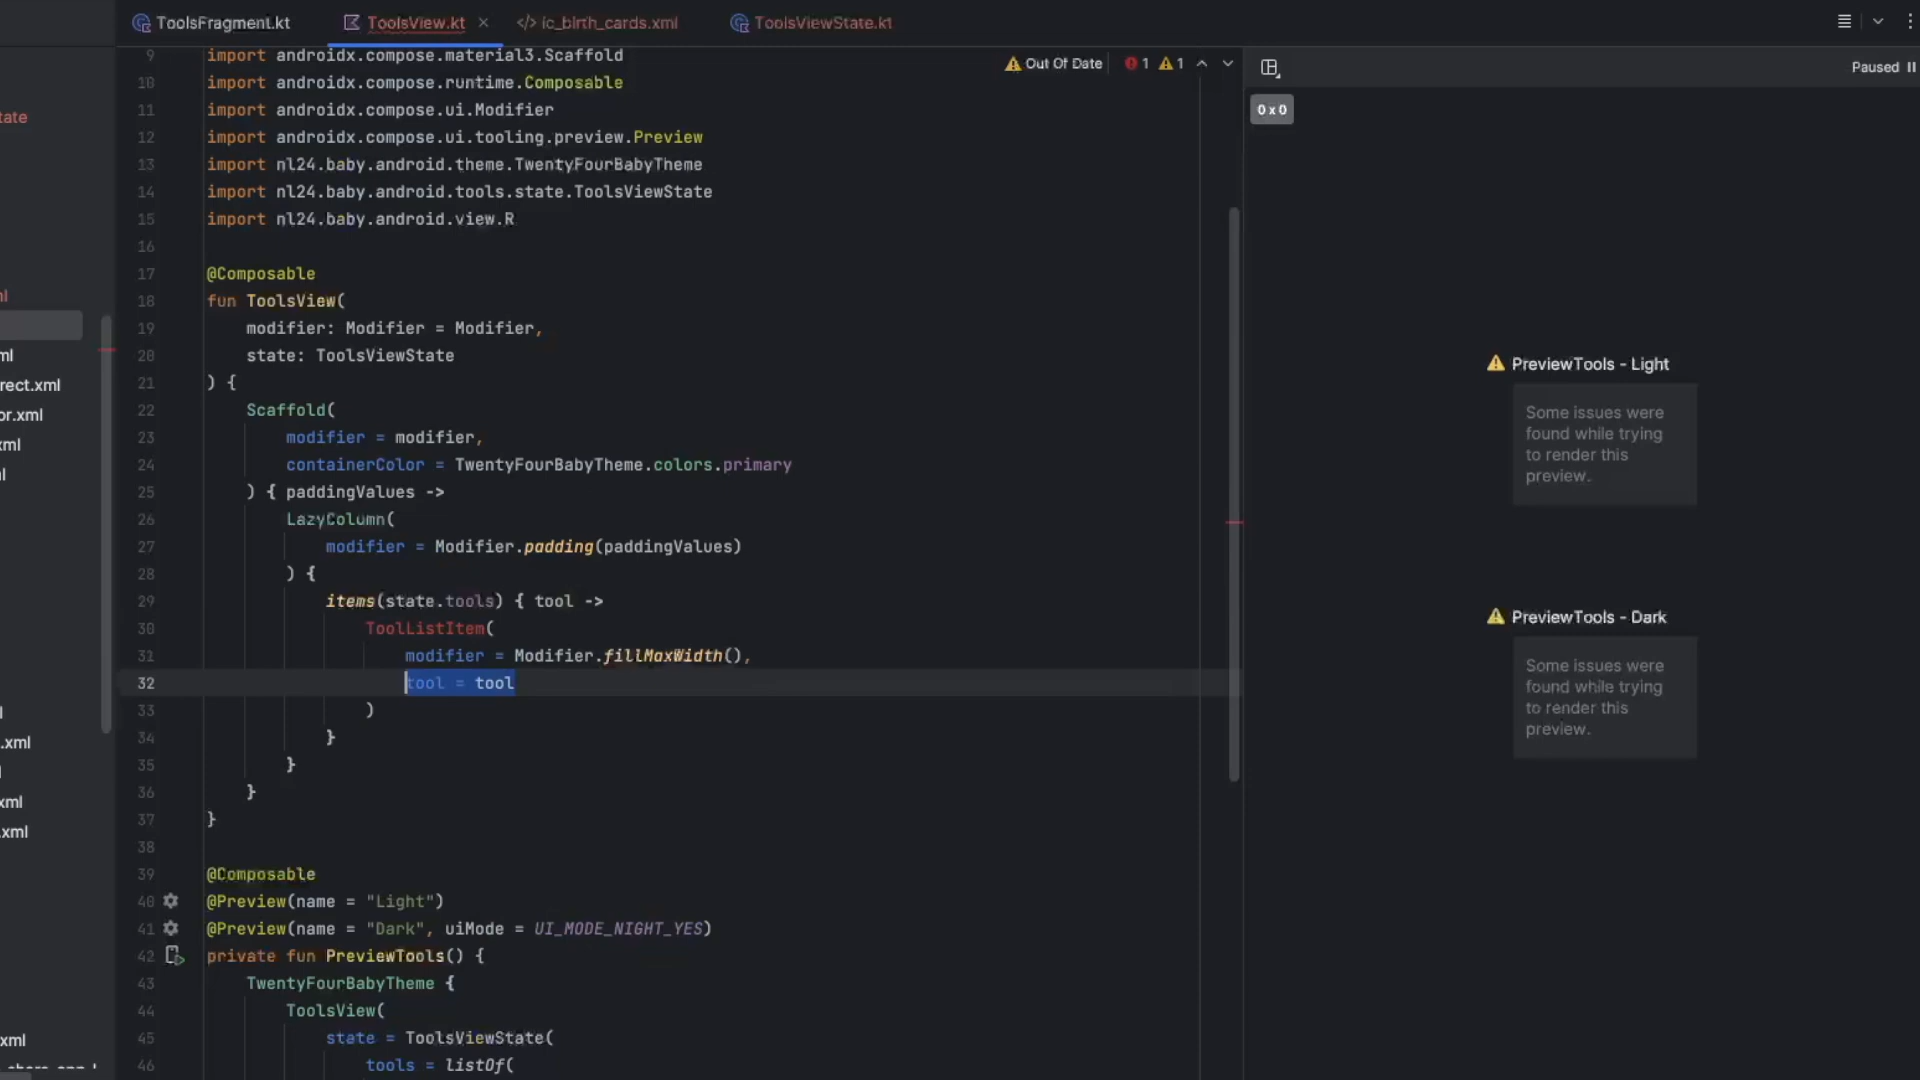 ToolsFragment.kt
ToolsView.kt
</> ic_birth_cards.xml
ToolsViewState.kt
9 import androidx.compose.material3.Scaffold
10 import androidx.compose.runtime.Composable
11 import androidx.compose.ui.Modifier
12 import androidx.compose.ui.tooling.preview.Preview
13 import nl24.baby.android.theme.TwentyFourBabyTheme
14 import nl24.baby.android.tools.state.ToolsViewState
15 import nl24.baby.android.view.R
16
17 @Composable
18 fun ToolsView(
19 modifier: Modifier = Modifier,
20 state: ToolsViewState
21 ) {
22 Scaffold(
23 modifier = modifier,
24 containerColor = TwentyFourBabyTheme.colors.primary
25 ) { paddingValues ->
26 LazyColumn(
27 modifier = Modifier.padding(paddingValues)
28 ) {
29 items(state.tools) { tool ->
30 ToolListItem(
31 modifier = Modifier.fillMaxWidth(),
32 tool = tool
33 )
34 }
35 }
36 }
37 }
38
39 @Composable
40 @Preview(name = "Light")
41 @Preview(name = "Dark", uiMode = UI_MODE_NIGHT_YES)
42 private fun PreviewTools() {
43 TwentyFourBabyTheme {
44 ToolsView(
45 state = ToolsViewState(
46 tools = listOf(
Out Of Date 1 1
Paused
0 x 0
PreviewTools - Light
Some issues were
found while trying
to render this
preview.
PreviewTools - Dark
Some issues were
found while trying
to render this
preview.
tate
ml
rect.xml
or.xml
xml
l
.xml
xml
.xml
xml